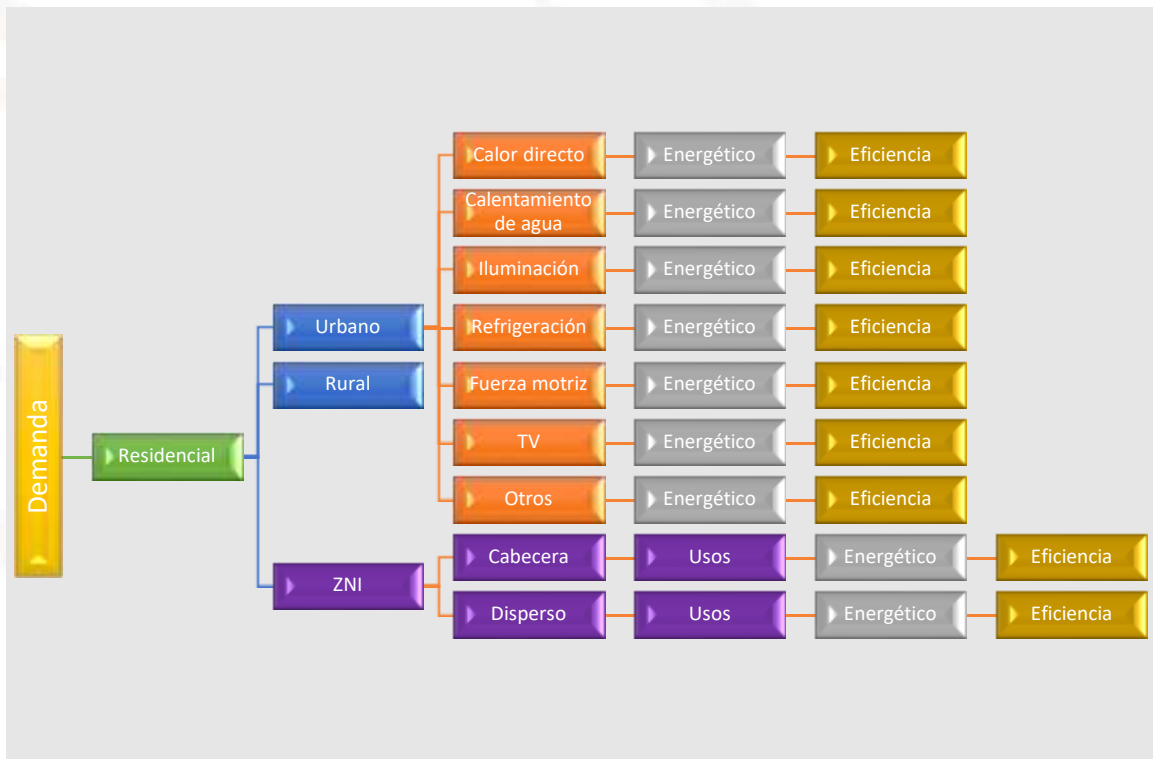 Calor directo
Energético
Eficiencia
Calentamiento
de agua
Energético
Eficiencia
Iluminación
Energético
Eficiencia
Urbano
Refrigeración
Energético
Eficiencia
Rural
Fuerza motriz
Energético
Eficiencia
Demanda
Residencial
TV
Energético
Eficiencia
Otros
Energético
Eficiencia
ZNI
Cabecera
Usos
Energético
Eficiencia
Disperso
Usos
Energético
Eficiencia